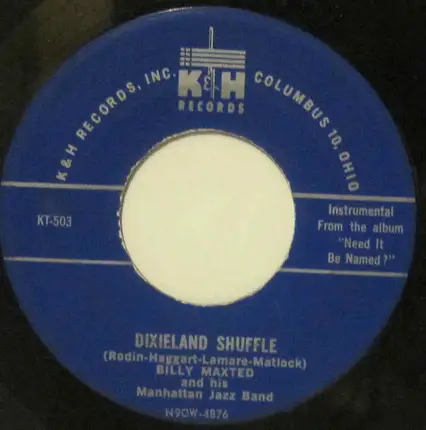 K&H
RECORDS
K&H RECORDS, INC. COLUMBUS 10, OHIO
KT-503
Instrumental
From the album
"Need It
Be Named?"
DIXIELAND SHUFFLE
(Rodin-Haggart-Lamare-Matlock)
BILLY MAXTED
and his
Manhattan Jazz Band
N9OW-4876